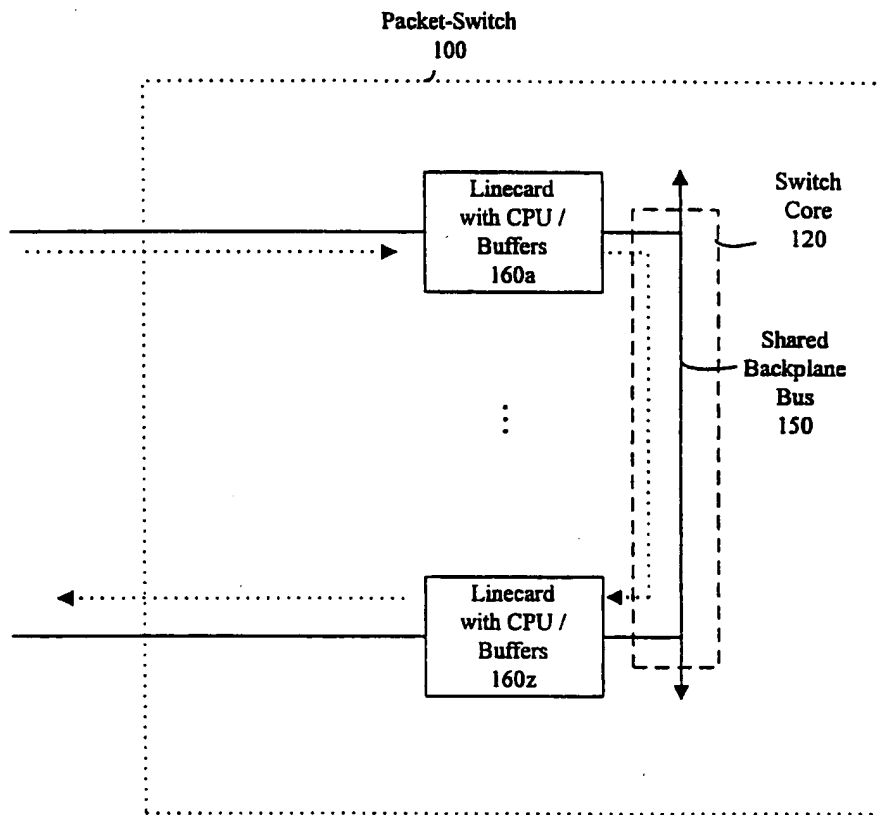 Packet-Switch
100
Linecard
with CPU /
Buffers
160a
Switch
Core
120
Shared
Backplane
Bus
150
Linecard
with CPU /
Buffers
160z